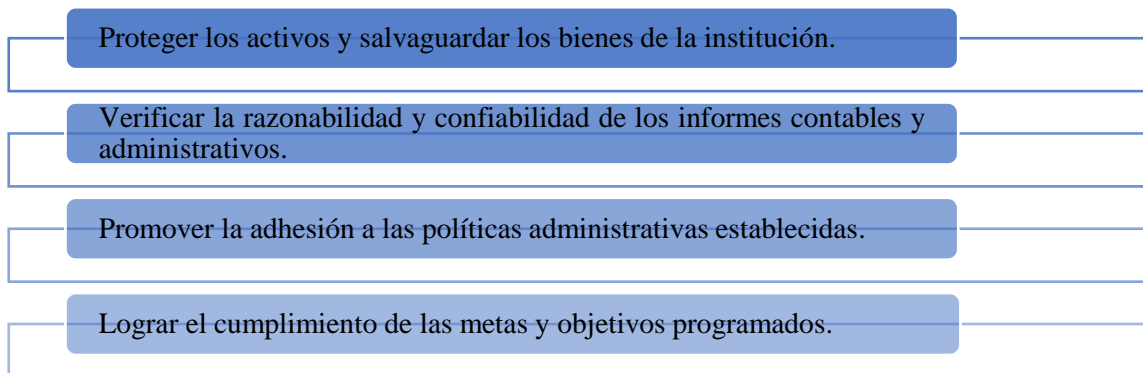 Proteger los activos y salvaguardar los bienes de la institución.
Verificar la razonabilidad y confiabilidad de los informes contables y
administrativos.
Promover la adhesión a las políticas administrativas establecidas.
Lograr el cumplimiento de las metas y objetivos programados.